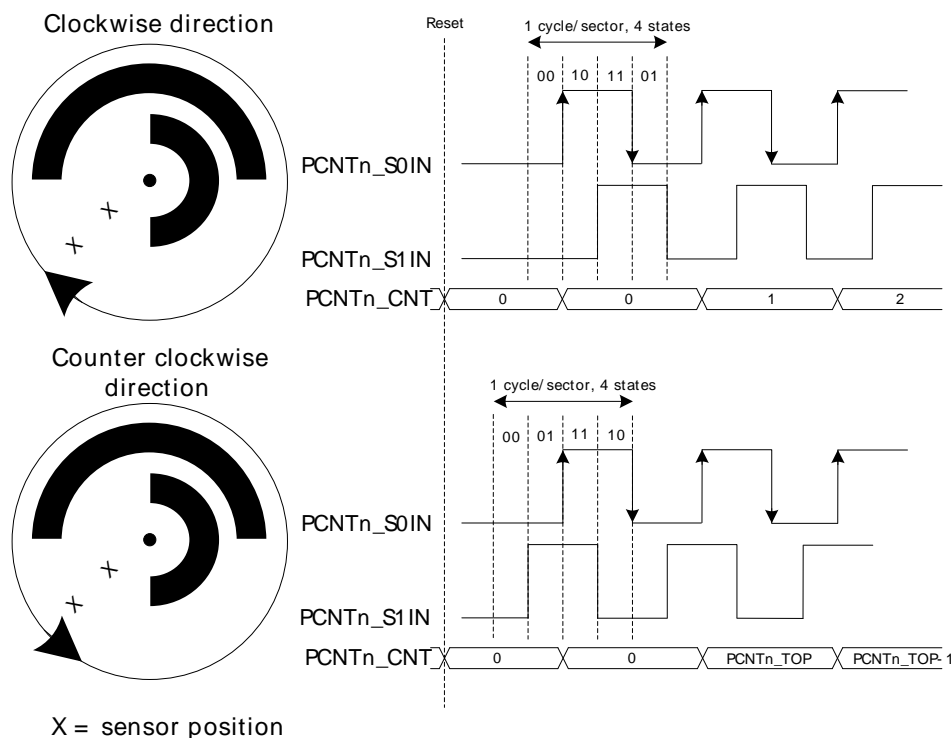 Clockwise direction
X
X
Reset
1 cycle/sector, 4 states
00 10 11 01
PCNTn_S0IN
PCNTn_S1IN
PCNTn_CNT 0 0 1 2
Counter clockwise
direction
X
X
1 cycle/sector, 4 states
00 01 11 10
PCNTn_S0IN
PCNTn_S1IN
PCNTn_CNT 0 0 PCNTn_TOP PCNTn_TOP-1
X = sensor position